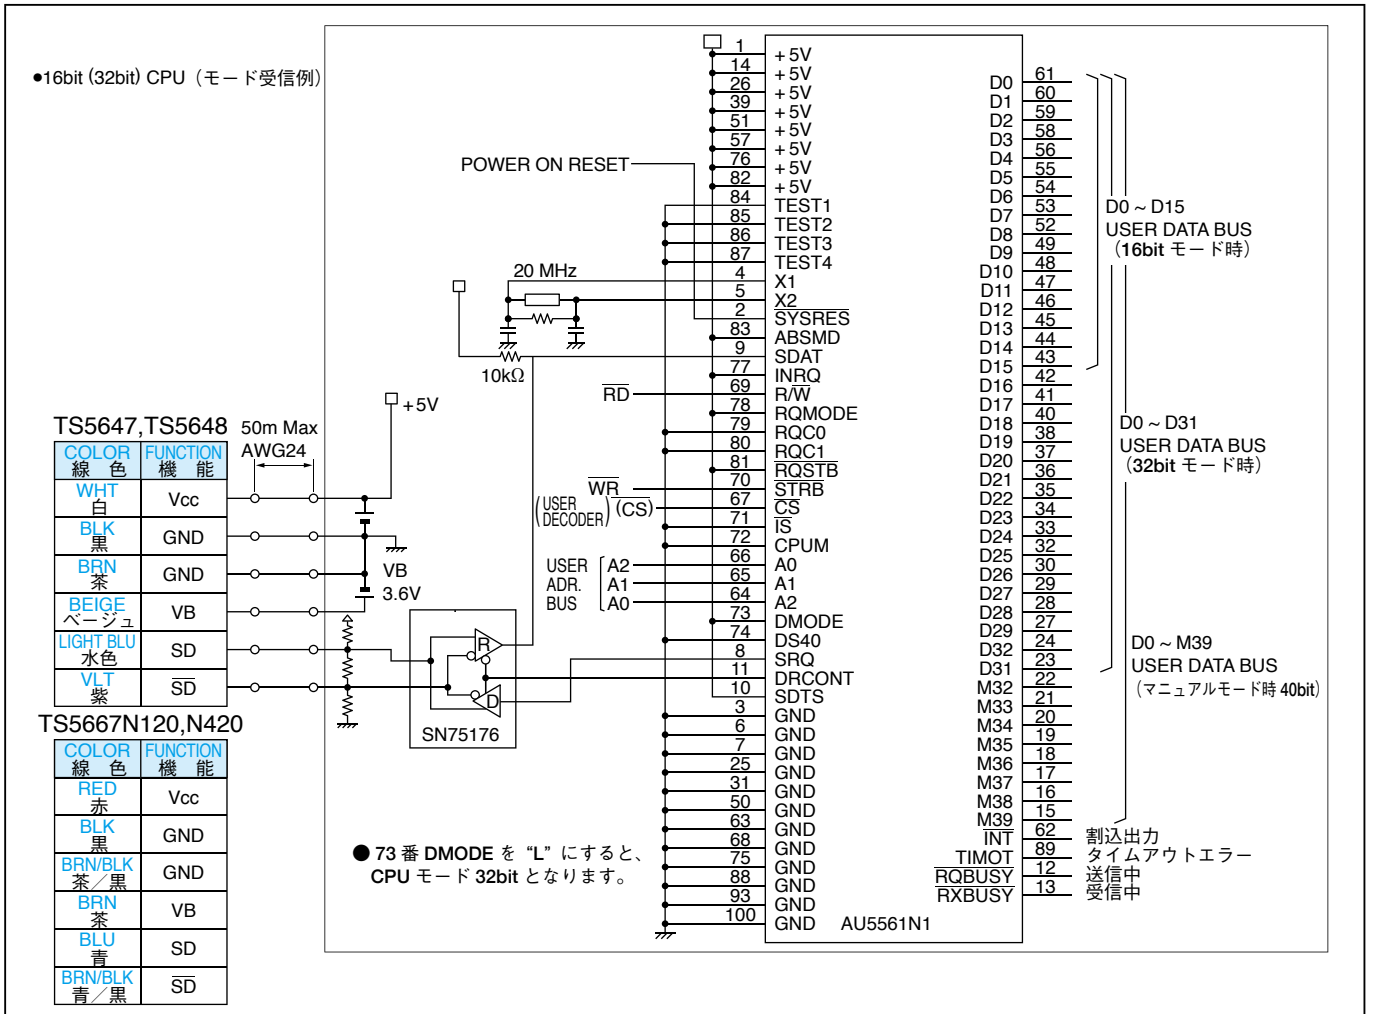 ●16bit (32bit) CPU（モード受信例）
POWER ON RESET
20 MHz
10kΩ
+5V
TS5647,TS5648
50m Max
AWG24
COLOR 線 色 FUNCTION 機 能
WHT 白 Vcc
BLK 黒 GND
BRN 茶 GND
BEIGE ベージュ VB
LIGHT BLU 水色 SD
VLT 紫 S̅D̅
VB
3.6V
TS5667N120,N420
COLOR 線 色 FUNCTION 機 能
RED 赤 Vcc
BLK 黒 GND
BRN/BLK 茶／黒 GND
BRN 茶 VB
BLU 青 SD
BRN/BLK 青／黒 S̅D̅
R
D
SN75176
R̅D̅
W̅R̅
(USER DECODER) (C̅S̅)
USER ADR. BUS
A2
A1
A0
● 73 番 DMODE を “L” にすると、
CPU モード 32bit となります。
1 +5V
14 +5V
26 +5V
39 +5V
51 +5V
57 +5V
76 +5V
82 +5V
84 TEST1
85 TEST2
86 TEST3
87 TEST4
4 X1
5 X2
2 S̅Y̅S̅R̅E̅S̅
83 ABSMD
9 SDAT
77 INRQ
69 R/W̅
78 RQMODE
79 RQC0
80 RQC1
81 R̅Q̅S̅T̅B̅
70 S̅T̅R̅B̅
67 C̅S̅
71 I̅S̅
72 CPUM
66 A0
65 A1
64 A2
73 DMODE
74 DS40
8 SRQ
11 DRCONT
10 SDTS
3 GND
6 GND
7 GND
25 GND
31 GND
50 GND
63 GND
68 GND
75 GND
88 GND
93 GND
100 GND
AU5561N1
D0 61
D1 60
D2 59
D3 58
D4 56
D5 55
D6 54
D7 53
D8 52
D9 49
D10 48
D11 47
D12 46
D13 45
D14 44
D15 43
D16 42
D17 41
D18 40
D19 38
D20 37
D21 36
D22 35
D23 34
D24 33
D25 32
D26 30
D27 29
D28 28
D29 27
D32 24
D31 23
M32 22
M33 21
M34 20
M35 19
M36 18
M37 17
M38 16
M39 15
I̅N̅T̅ 62 割込出力
TIMOT 89 タイムアウトエラー
R̅Q̅B̅U̅S̅Y̅ 12 送信中
R̅X̅B̅U̅S̅Y̅ 13 受信中
D0 ~ D15
USER DATA BUS
（16bit モード時）
D0 ~ D31
USER DATA BUS
（32bit モード時）
D0 ~ M39
USER DATA BUS
（マニュアルモード時 40bit）